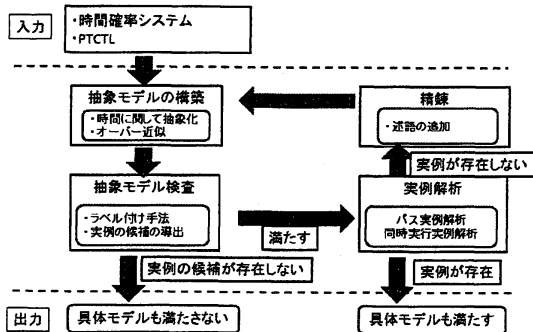 入力
・時間確率システム
・PTCTL
抽象モデルの構築
・時間に関して抽象化
・オーバー近似
精錬
・述語の追加
実例が存在しない
抽象モデル検査
・ラベル付け手法
・実例の候補の導出
満たす
実例解析
パス実例解析
同時実行実例解析
実例の候補が存在しない
実例が存在
出力
具体モデルも満たさない
具体モデルも満たす